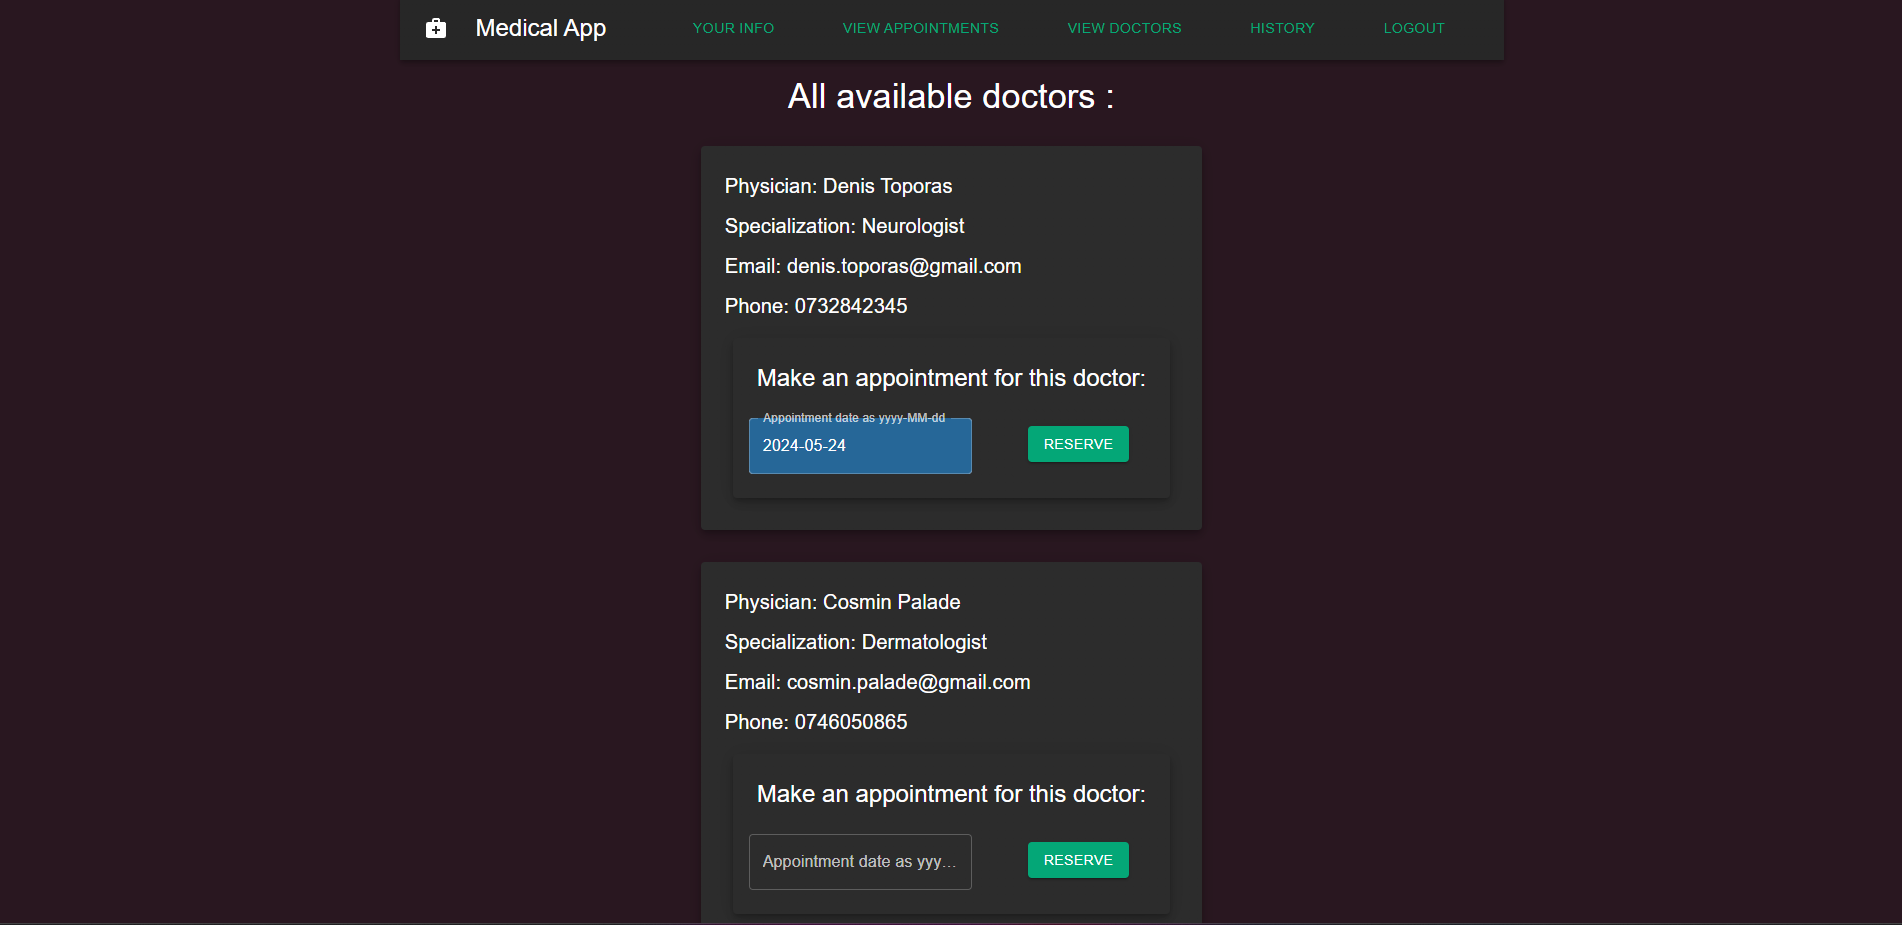 Medical App
YOUR INFO
VIEW APPOINTMENTS
VIEW DOCTORS
HISTORY
LOGOUT
All available doctors :
Physician: Denis Toporas
Specialization: Neurologist
Email: denis.toporas@gmail.com
Phone: 0732842345
Make an appointment for this doctor:
Appointment date as yyyy-MM-dd
2024-05-24
RESERVE
Physician: Cosmin Palade
Specialization: Dermatologist
Email: cosmin.palade@gmail.com
Phone: 0746050865
Make an appointment for this doctor:
Appointment date as yyy...
RESERVE